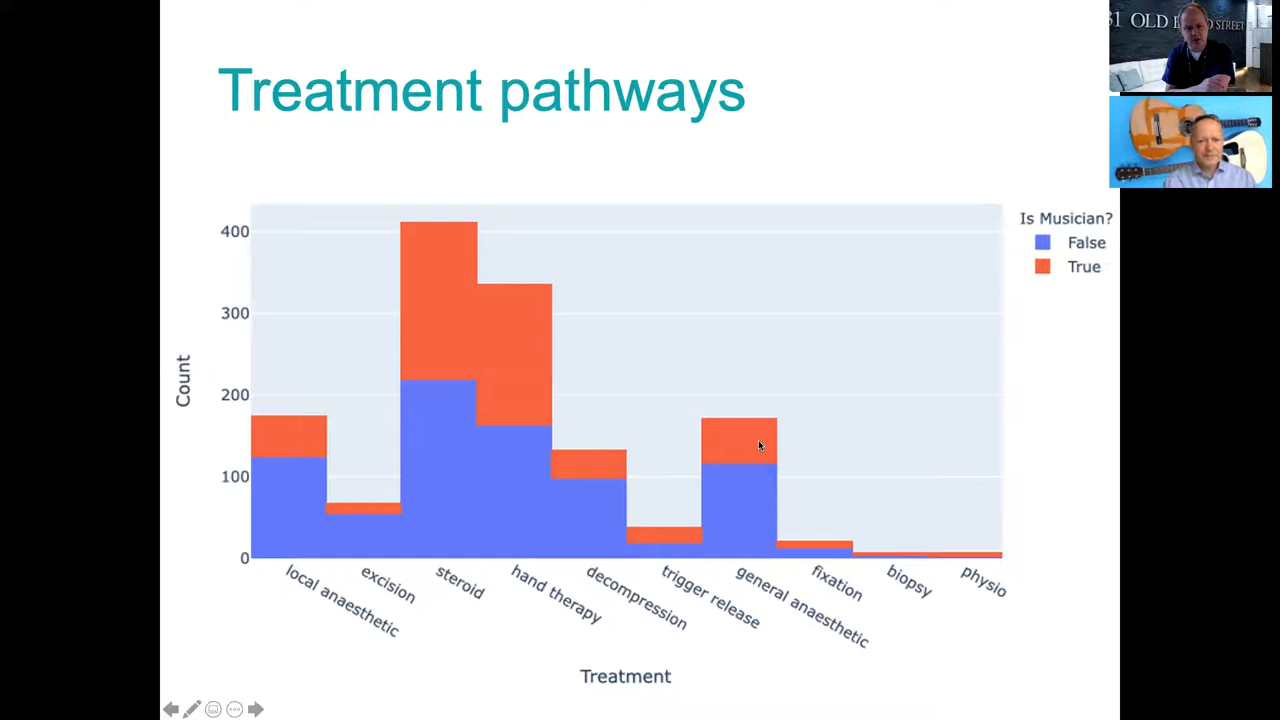 31 OLD STREET
Treatment pathways
Is Musician?
False
True
400
300
200
100
0
Count
local anaesthetic
excision
steroid
hand therapy
decompression
trigger release
general anaesthetic
fixation
biopsy
physio
Treatment